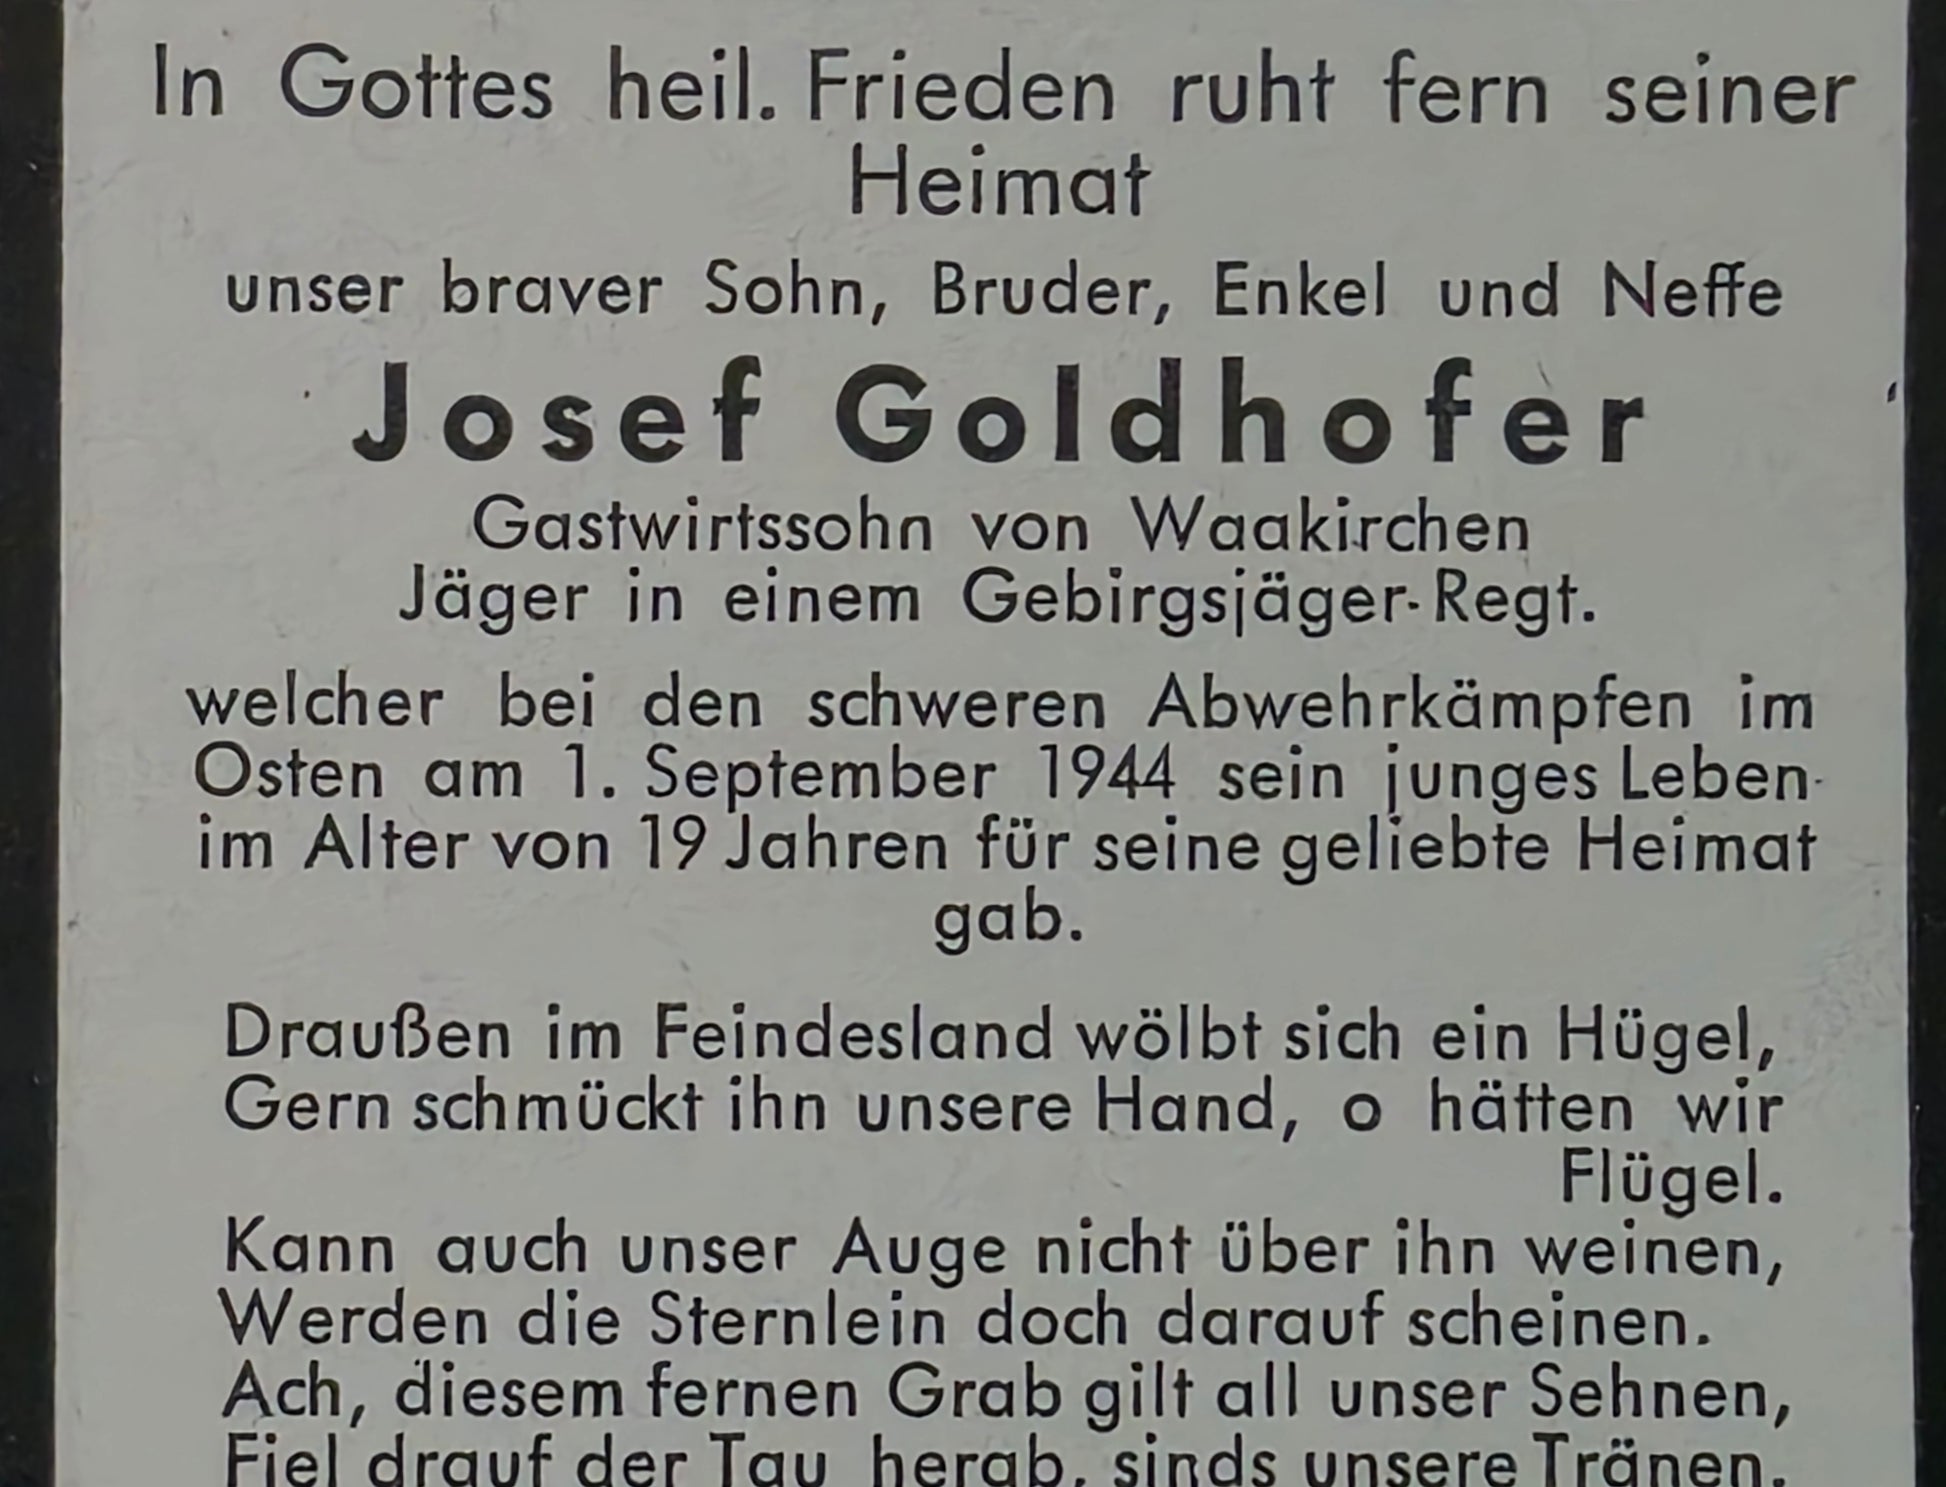 In Gottes heil. Frieden ruht fern seiner
Heimat
unser braver Sohn, Bruder, Enkel und Neffe
Josef Goldhofer
Gastwirtssohn von Waakirchen
Jäger in einem Gebirgsjäger-Regt.
welcher bei den schweren Abwehrkämpfen im
Osten am 1. September 1944 sein junges Leben
im Alter von 19 Jahren für seine geliebte Heimat
gab.
Draußen im Feindesland wölbt sich ein Hügel,
Gern schmückt ihn unsere Hand, o hätten wir
Flügel.
Kann auch unser Auge nicht über ihn weinen,
Werden die Sternlein doch darauf scheinen.
Ach, diesem fernen Grab gilt all unser Sehnen,
Fiel drauf der Tau herab, sinds unsere Tränen.